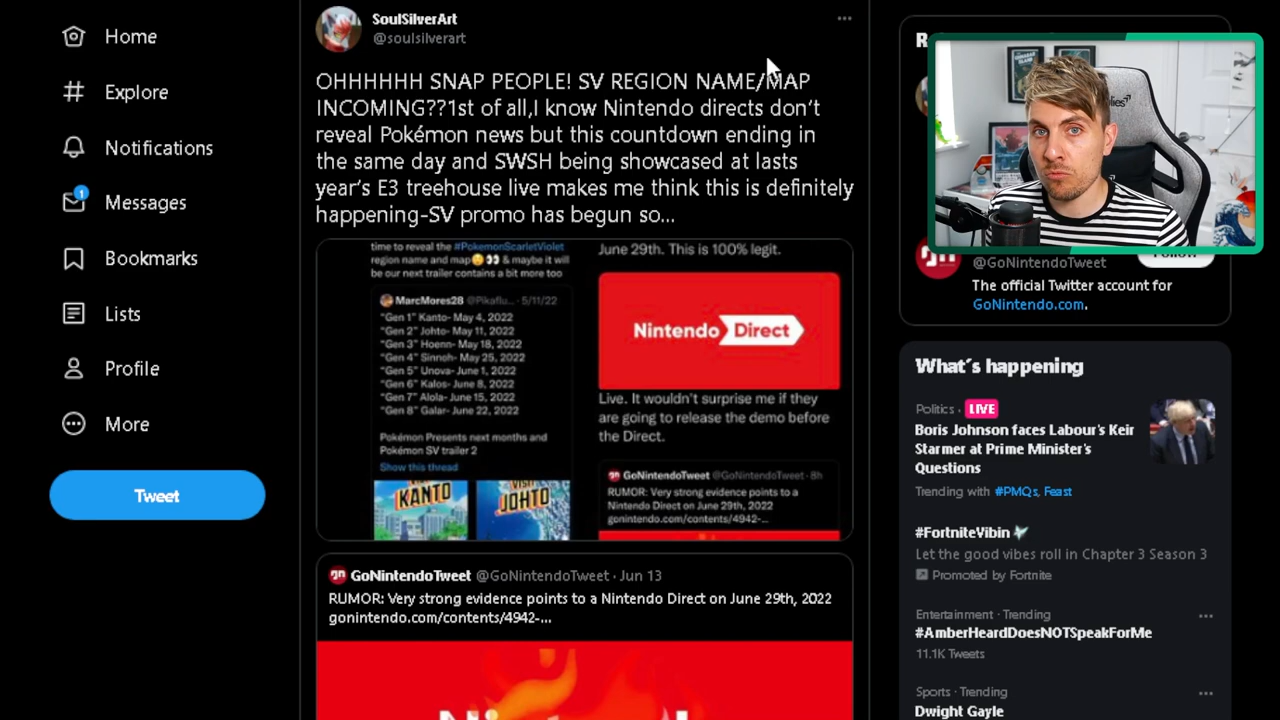 Home
Explore
Notifications
1
Messages
Bookmarks
Lists
Profile
More
Tweet
SoulSilverArt
@soulsilverart
OHHHHHH SNAP PEOPLE! SV REGION NAME/MAP
INCOMING??1st of all,I know Nintendo directs don't
reveal Pokémon news but this countdown ending in
the same day and SWSH being showcased at lasts
year's E3 treehouse live makes me think this is definitely
happening-SV promo has begun so...
time to reveal the #PokemonScarletViolet
region name and map & maybe it will
be our next trailer contains a bit more too
MarcMores28 @Pikaflu... · 5/11/22
"Gen 1" Kanto- May 4, 2022
"Gen 2" Johto- May 11, 2022
"Gen 3" Hoenn- May 18, 2022
"Gen 4" Sinnoh- May 25, 2022
"Gen 5" Unova- June 1, 2022
"Gen 6" Kalos- June 8, 2022
"Gen 7" Alola- June 15, 2022
"Gen 8" Galar- June 22, 2022
Pokémon Presents next months and
Pokémon SV trailer 2
Show this thread
VISIT
KANTO
VISIT
JOHTO
June 29th. This is 100% legit.
Nintendo Direct
Live. It wouldn't surprise me if they
are going to release the demo before
the Direct.
GoNintendoTweet @GoNintendoTweet · 8h
RUMOR: Very strong evidence points to a
Nintendo Direct on June 29th, 2022
gonintendo.com/contents/4942-...
GoNintendoTweet @GoNintendoTweet · Jun 13
RUMOR: Very strong evidence points to a Nintendo Direct on June 29th, 2022
gonintendo.com/contents/4942-...
@GoNintendoTweet
Follow
The official Twitter account for
GoNintendo.com.
What's happening
Politics · LIVE
Boris Johnson faces Labour's Keir
Starmer at Prime Minister's
Questions
Trending with #PMQs, Feast
#FortniteVibin
Let the good vibes roll in Chapter 3 Season 3
Promoted by Fortnite
Entertainment · Trending
#AmberHeardDoesNOTSpeakForMe
11.1K Tweets
Sports · Trending
Dwight Gayle